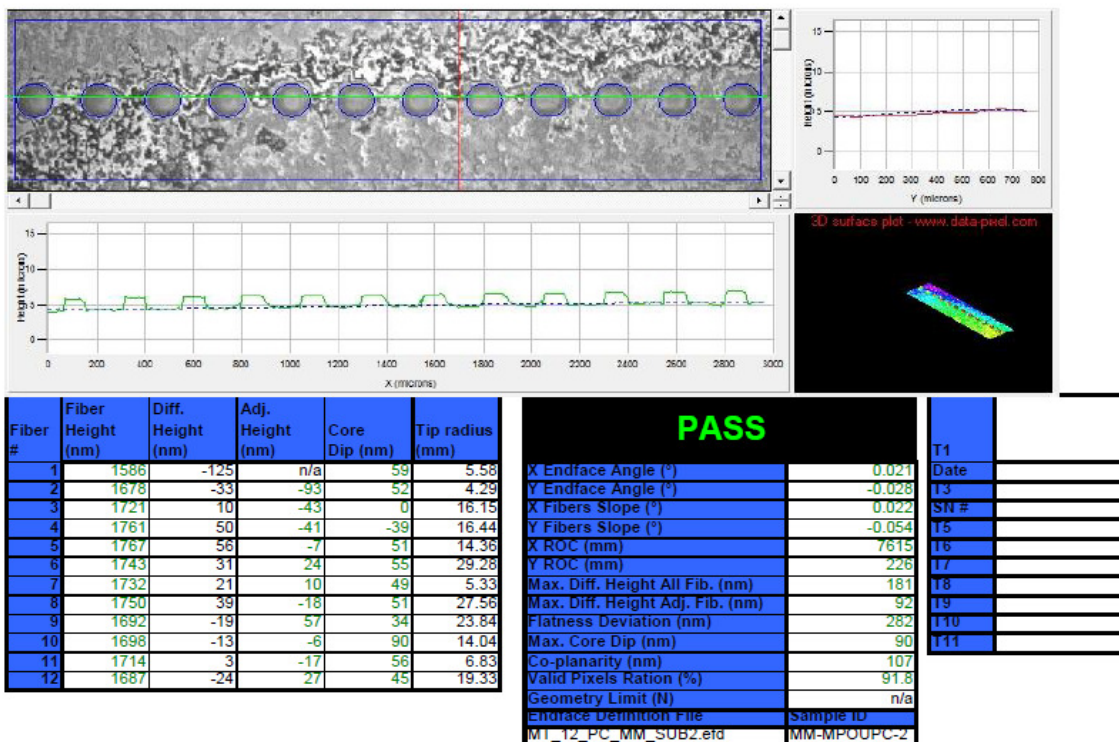 15
10
5
0
Height (microns)
0 100 200 300 400 500 600 700 800
Y (microns)
15
10
5
0
Height (microns)
0 200 400 600 800 1000 1200 1400 1600 1800 2000 2200 2400 2600 2800 3000
X (microns)
3D surface plot - www.data-pixel.com
Fiber # Fiber Height (nm) Diff. Height (nm) Adj. Height (nm) Core Dip (nm) Tip radius (mm)
1 1586 -125 n/a 59 5.58
2 1678 -33 -93 52 4.29
3 1721 10 -43 0 16.15
4 1761 50 -41 -39 16.44
5 1767 56 -7 51 14.36
6 1743 31 24 55 29.28
7 1732 21 10 49 5.33
8 1750 39 -18 51 27.56
9 1692 -19 57 34 23.84
10 1698 -13 -6 90 14.04
11 1714 3 -17 56 6.83
12 1687 -24 27 45 19.33
PASS
X Endface Angle (°) 0.021
Y Endface Angle (°) -0.028
X Fibers Slope (°) 0.022
Y Fibers Slope (°) -0.054
X ROC (mm) 7615
Y ROC (mm) 226
Max. Diff. Height All Fib. (nm) 181
Max. Diff. Height Adj. Fib. (nm) 92
Flatness Deviation (nm) 282
Max. Core Dip (nm) 90
Co-planarity (nm) 107
Valid Pixels Ration (%) 91.8
Geometry Limit (N) n/a
Endface Definition File Sample ID
MT_12_PC_MM_SUB2.efd MM-MPOUPC-2
T1
Date
T3
SN #
T5
T6
T7
T8
T9
T10
T11